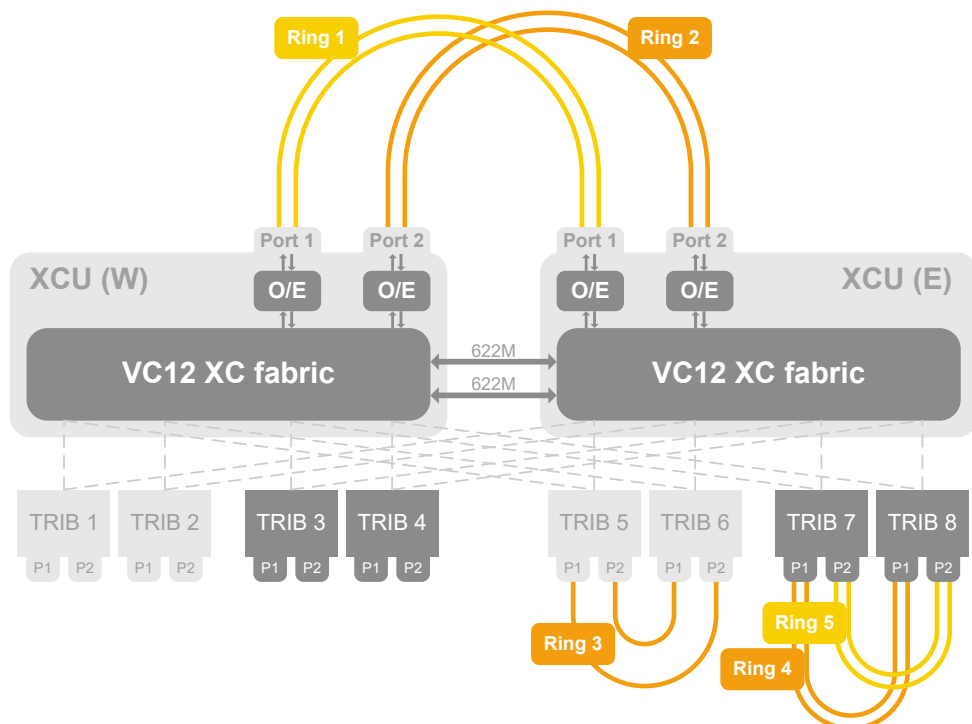 Ring 1
Ring 2
Port 1
Port 2
Port 1
Port 2
XCU (W)
O/E
O/E
O/E
O/E
XCU (E)
VC12 XC fabric
622M
622M
VC12 XC fabric
TRIB 1
TRIB 2
TRIB 3
TRIB 4
TRIB 5
TRIB 6
TRIB 7
TRIB 8
P1
P2
P1
P2
P1
P2
P1
P2
P1
P2
P1
P2
P1
P2
P1
P2
Ring 5
Ring 3
Ring 4